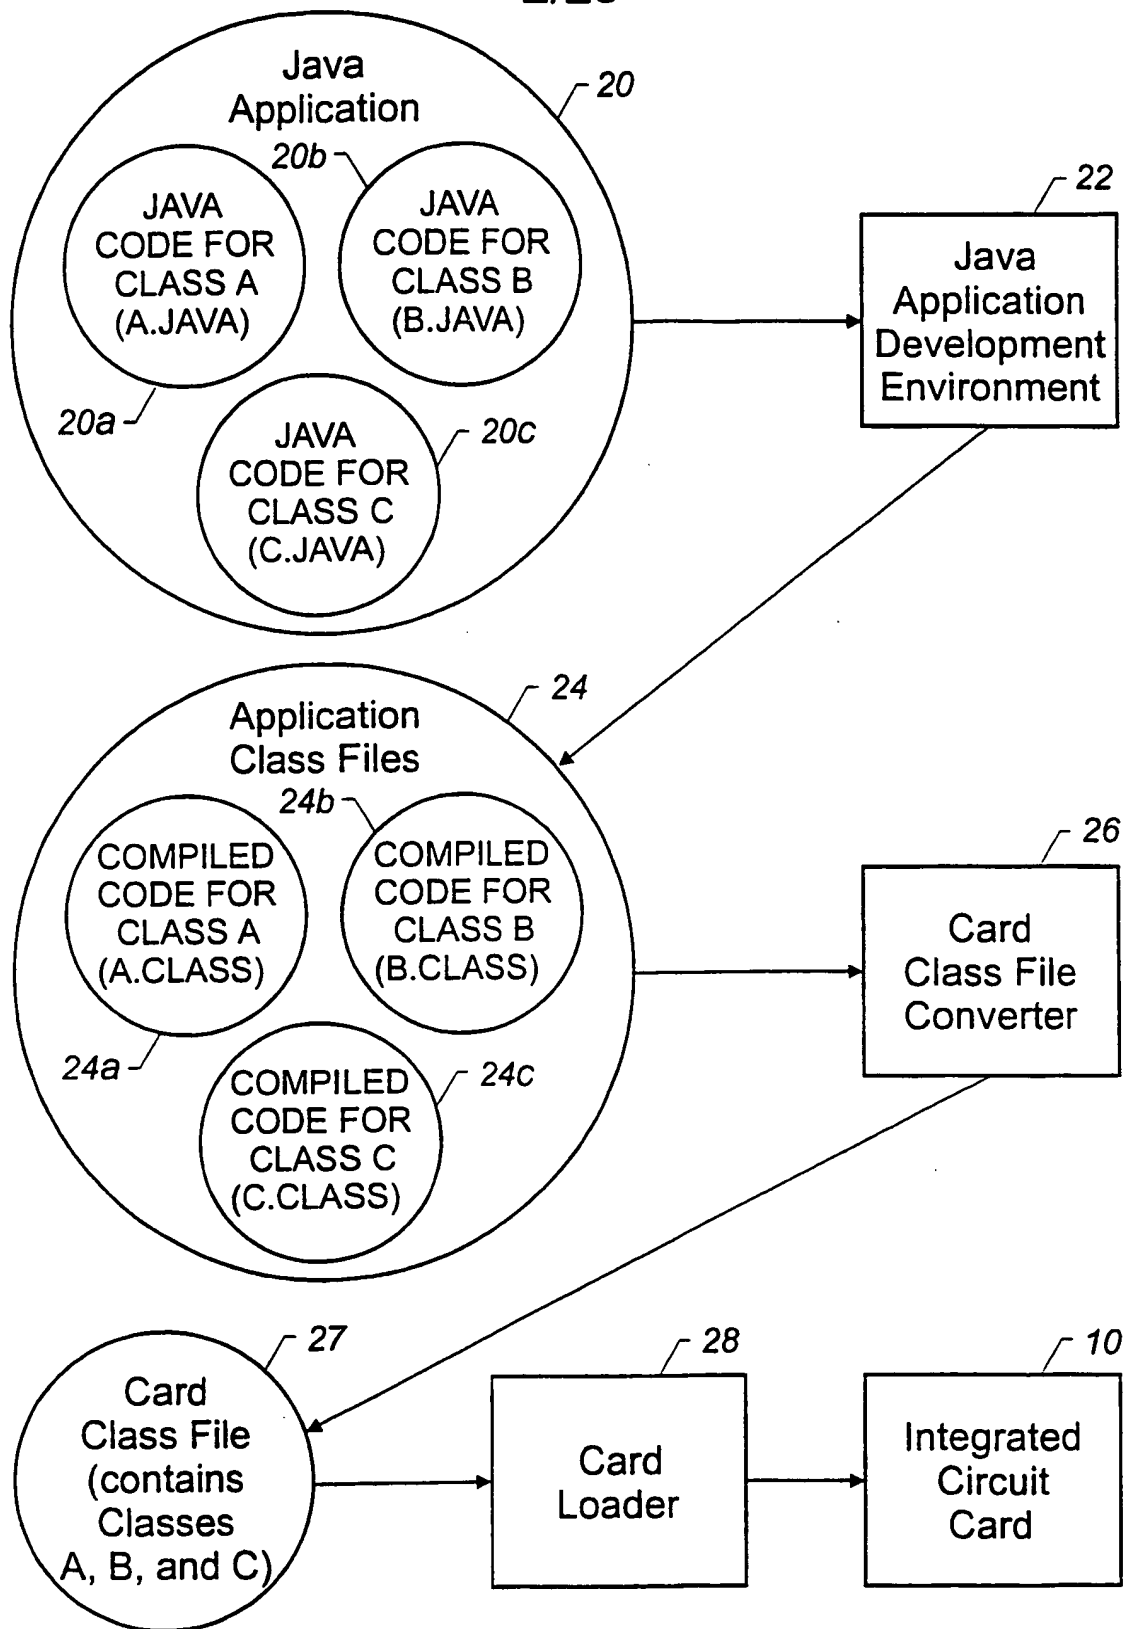 Java
Application
20
20b
JAVA
CODE FOR
CLASS A
(A.JAVA)
JAVA
CODE FOR
CLASS B
(B.JAVA)
20a
JAVA
CODE FOR
CLASS C
(C.JAVA)
20c
22
Java
Application
Development
Environment
Application
Class Files
24
24b
COMPILED
CODE FOR
CLASS A
(A.CLASS)
COMPILED
CODE FOR
CLASS B
(B.CLASS)
24a
COMPILED
CODE FOR
CLASS C
(C.CLASS)
24c
26
Card
Class File
Converter
27
Card
Class File
(contains
Classes
A, B, and C)
28
Card
Loader
10
Integrated
Circuit
Card